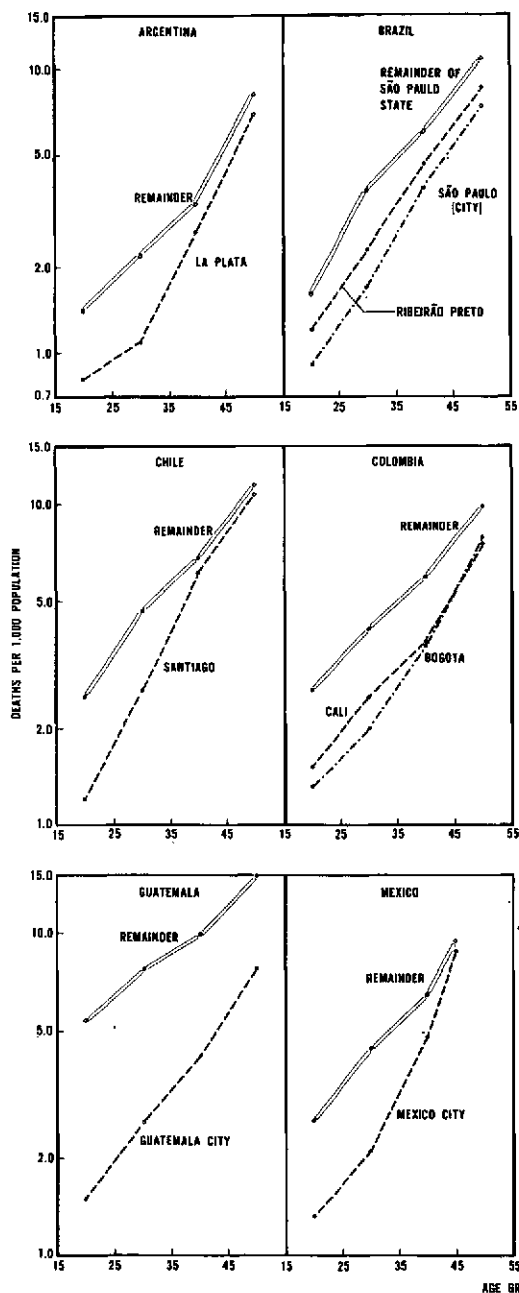 15.0
ARGENTINA
BRAZIL
10.0
REMAINDER OF
SÃO PAULO
STATE
5.0
REMAINDER
SÃO PAULO
[CITY]
LA PLATA
2.0
RIBEIRÃO PRETO
1.0
0.7
15 25 35 45 15 25 35 45 55
15.0
CHILE
COLOMBIA
10.0
REMAINDER
REMAINDER
5.0
DEATHS PER 1,000 POPULATION
SANTIAGO
BOGOTA
CALI
2.0
1.0
15 25 35 45 15 25 35 45 55
15.0
GUATEMALA
MEXICO
10.0
REMAINDER
REMAINDER
5.0
GUATEMALA CITY
MEXICO CITY
2.0
1.0
15 25 35 45 15 25 35 45 55
AGE GR